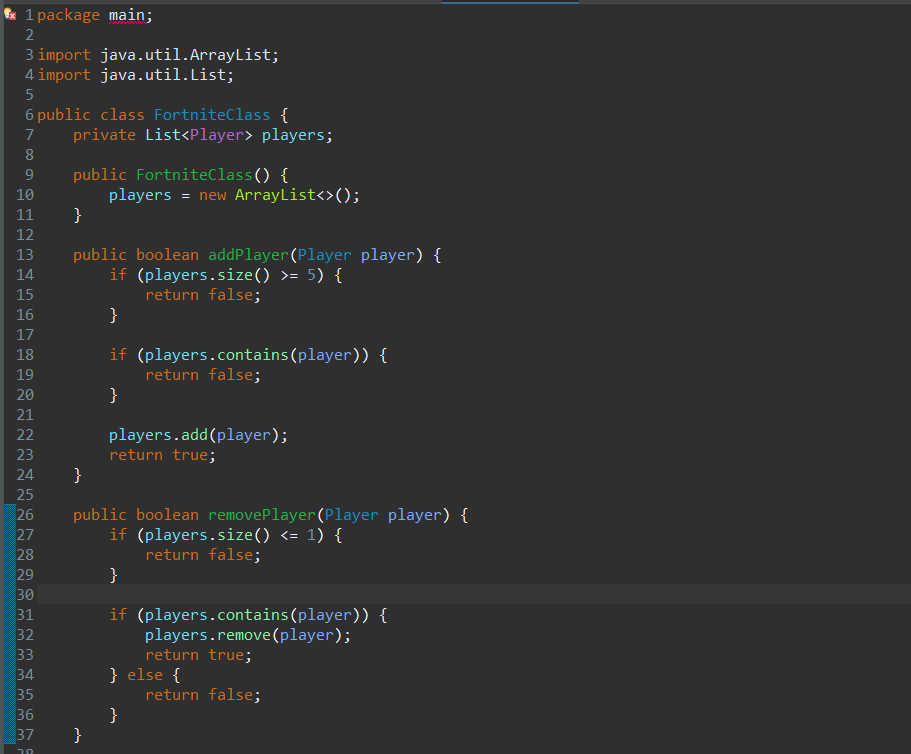 1 package main;
2
3 import java.util.ArrayList;
4 import java.util.List;
5
6 public class FortniteClass {
7     private List<Player> players;
8
9     public FortniteClass() {
10         players = new ArrayList<>();
11     }
12
13     public boolean addPlayer(Player player) {
14         if (players.size() >= 5) {
15             return false;
16         }
17
18         if (players.contains(player)) {
19             return false;
20         }
21
22         players.add(player);
23         return true;
24     }
25
26     public boolean removePlayer(Player player) {
27         if (players.size() <= 1) {
28             return false;
29         }
30
31         if (players.contains(player)) {
32             players.remove(player);
33             return true;
34         } else {
35             return false;
36         }
37     }
38